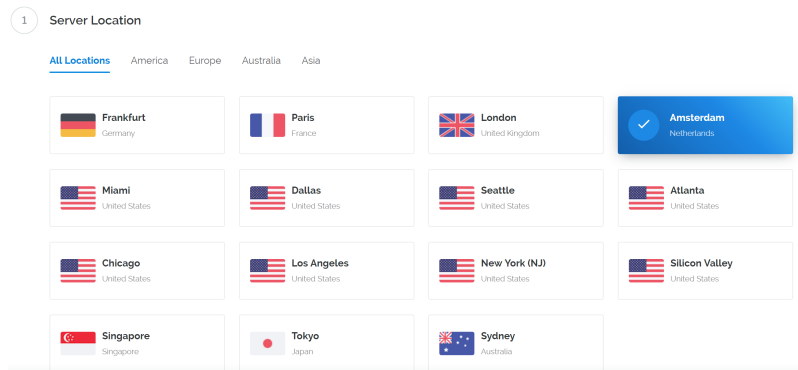 1 Server Location
All Locations America Europe Australia Asia
Frankfurt Paris London Amsterdam
Germany France United Kingdom Netherlands
Miami Dallas Seattle Atlanta
United States United States United States United States
Chicago Los Angeles New York (NJ) Silicon Valley
United States United States United States United States
Singapore Tokyo Sydney
Singapore Japan Australia